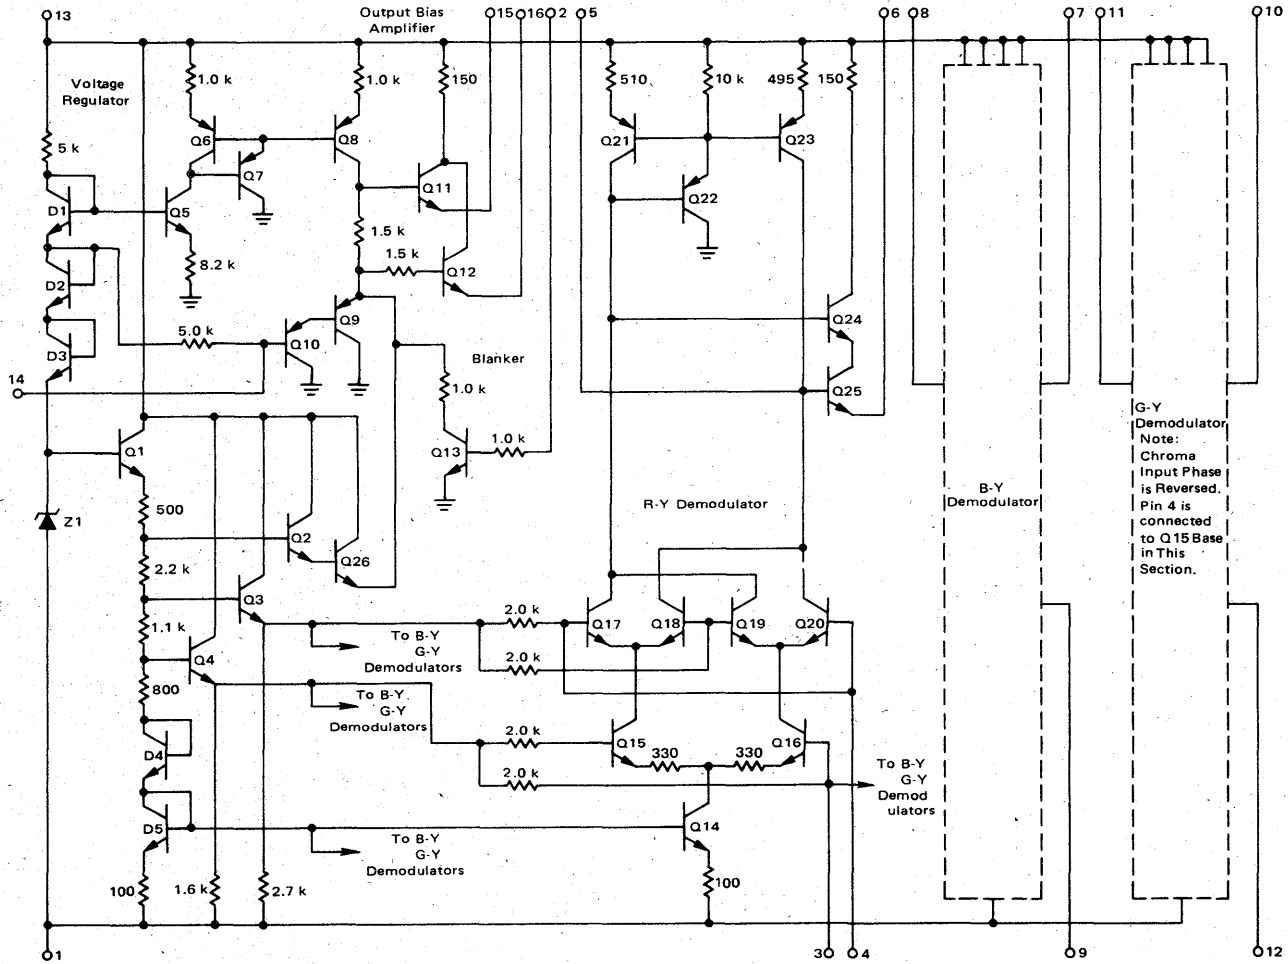 13
Output Bias
Amplifier
15
16
2
5
6
8
7
11
10
Voltage
Regulator
1.0 k
1.0 k
150
510
10 k
495
150
5 k
Q6
Q7
Q8
Q11
Q21
Q22
Q23
D1
Q5
1.5 k
1.5 k
8.2 k
D2
Q12
D3
5.0 k
Q10
Q9
Q24
Blanker
Q25
14
1.0 k
Q1
Q13
1.0 k
Z1
500
Q2
Q26
R-Y Demodulator
B-Y
Demodulator
G-Y
Demodulator
Note:
Chroma
Input Phase
is Reversed.
Pin 4 is
connected
to Q15 Base
in This
Section.
2.2 k
Q3
1.1 k
Q4
To B-Y
G-Y
Demodulators
2.0 k
2.0 k
Q17
Q18
Q19
Q20
800
To B-Y
G-Y
Demodulators
D4
2.0 k
2.0 k
Q15
330
330
Q16
To B-Y
G-Y
Demod
ulators
D5
To B-Y
G-Y
Demodulators
Q14
100
1.6 k
2.7 k
100
1
3
4
9
12